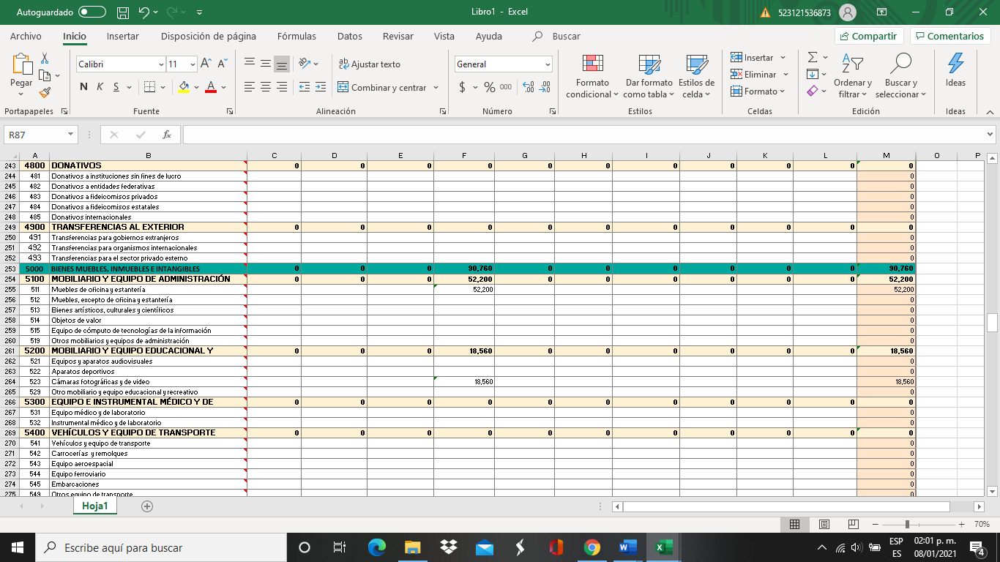 Autoguardado
Libro1 - Excel
523121536873
Archivo Inicio Insertar Disposición de página Fórmulas Datos Revisar Vista Ayuda Buscar Compartir Comentarios
Pegar
Calibri 11
N K S
Ajustar texto
Combinar y centrar
General
$ % 000
Formato condicional
Dar formato como tabla
Estilos de celda
Insertar
Eliminar
Formato
Ordenar y filtrar
Buscar y seleccionar
Ideas
Portapapeles Fuente Alineación Número Estilos Celdas Edición Ideas
R87 fx
A B C D E F G H I J K L M O P
243 4800 DONATIVOS 0 0 0 0 0 0 0 0 0 0 0
244 481 Donativos a instituciones sin fines de lucro 0
245 482 Donativos a entidades federativas 0
246 483 Donativos a fideicomisos privados 0
247 484 Donativos a fideicomisos estatales 0
248 485 Donativos internacionales 0
249 4900 TRANSFERENCIAS AL EXTERIOR 0 0 0 0 0 0 0 0 0 0 0
250 491 Transferencias para gobiernos extranjeros 0
251 492 Transferencias para organismos internacionales 0
252 493 Transferencias para el sector privado externo 0
253 5000 BIENES MUEBLES, INMUEBLES E INTANGIBLES 0 0 0 90,760 0 0 0 0 0 0 90,760
254 5100 MOBILIARIO Y EQUIPO DE ADMINISTRACIÓN 0 0 0 52,200 0 0 0 0 0 0 52,200
255 511 Muebles de oficina y estantería 52,200 52,200
256 512 Muebles, excepto de oficina y estantería 0
257 513 Bienes artísticos, culturales y científicos 0
258 514 Objetos de valor 0
259 515 Equipo de cómputo de tecnologías de la información 0
260 519 Otros mobiliarios y equipos de administración 0
261 5200 MOBILIARIO Y EQUIPO EDUCACIONAL Y 0 0 0 18,560 0 0 0 0 0 0 18,560
262 521 Equipos y aparatos audiovisuales 0
263 522 Aparatos deportivos 0
264 523 Cámaras fotográficas y de video 18,560 18,560
265 529 Otro mobiliario y equipo educacional y recreativo 0
266 5300 EQUIPO E INSTRUMENTAL MÉDICO Y DE 0 0 0 0 0 0 0 0 0 0 0
267 531 Equipo médico y de laboratorio 0
268 532 Instrumental médico y de laboratorio 0
269 5400 VEHÍCULOS Y EQUIPO DE TRANSPORTE 0 0 0 0 0 0 0 0 0 0 0
270 541 Vehículos y equipo de transporte 0
271 542 Carrocerías y remolques 0
272 543 Equipo aeroespacial 0
273 544 Equipo ferroviario 0
274 545 Embarcaciones 0
275 549 Otros equipo de transporte 0
Hoja1
70%
Escribe aquí para buscar
ESP 02:01 p. m.
ES 08/01/2021
4